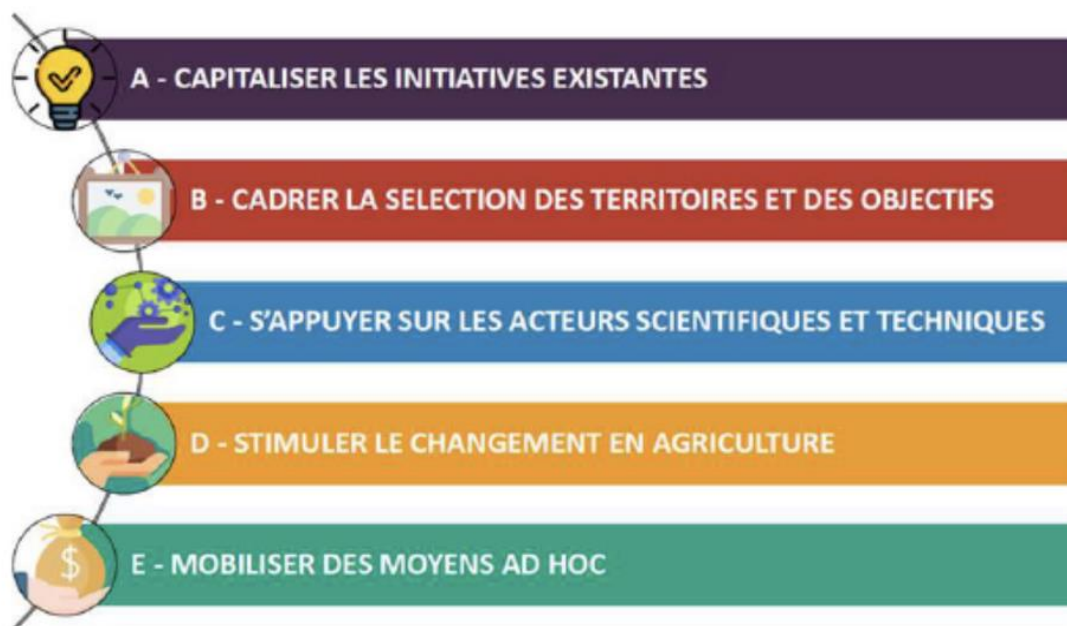 A - CAPITALISER LES INITIATIVES EXISTANTES
B - CADRER LA SELECTION DES TERRITOIRES ET DES OBJECTIFS
C - S'APPUYER SUR LES ACTEURS SCIENTIFIQUES ET TECHNIQUES
D - STIMULER LE CHANGEMENT EN AGRICULTURE
$
E - MOBILISER DES MOYENS AD HOC